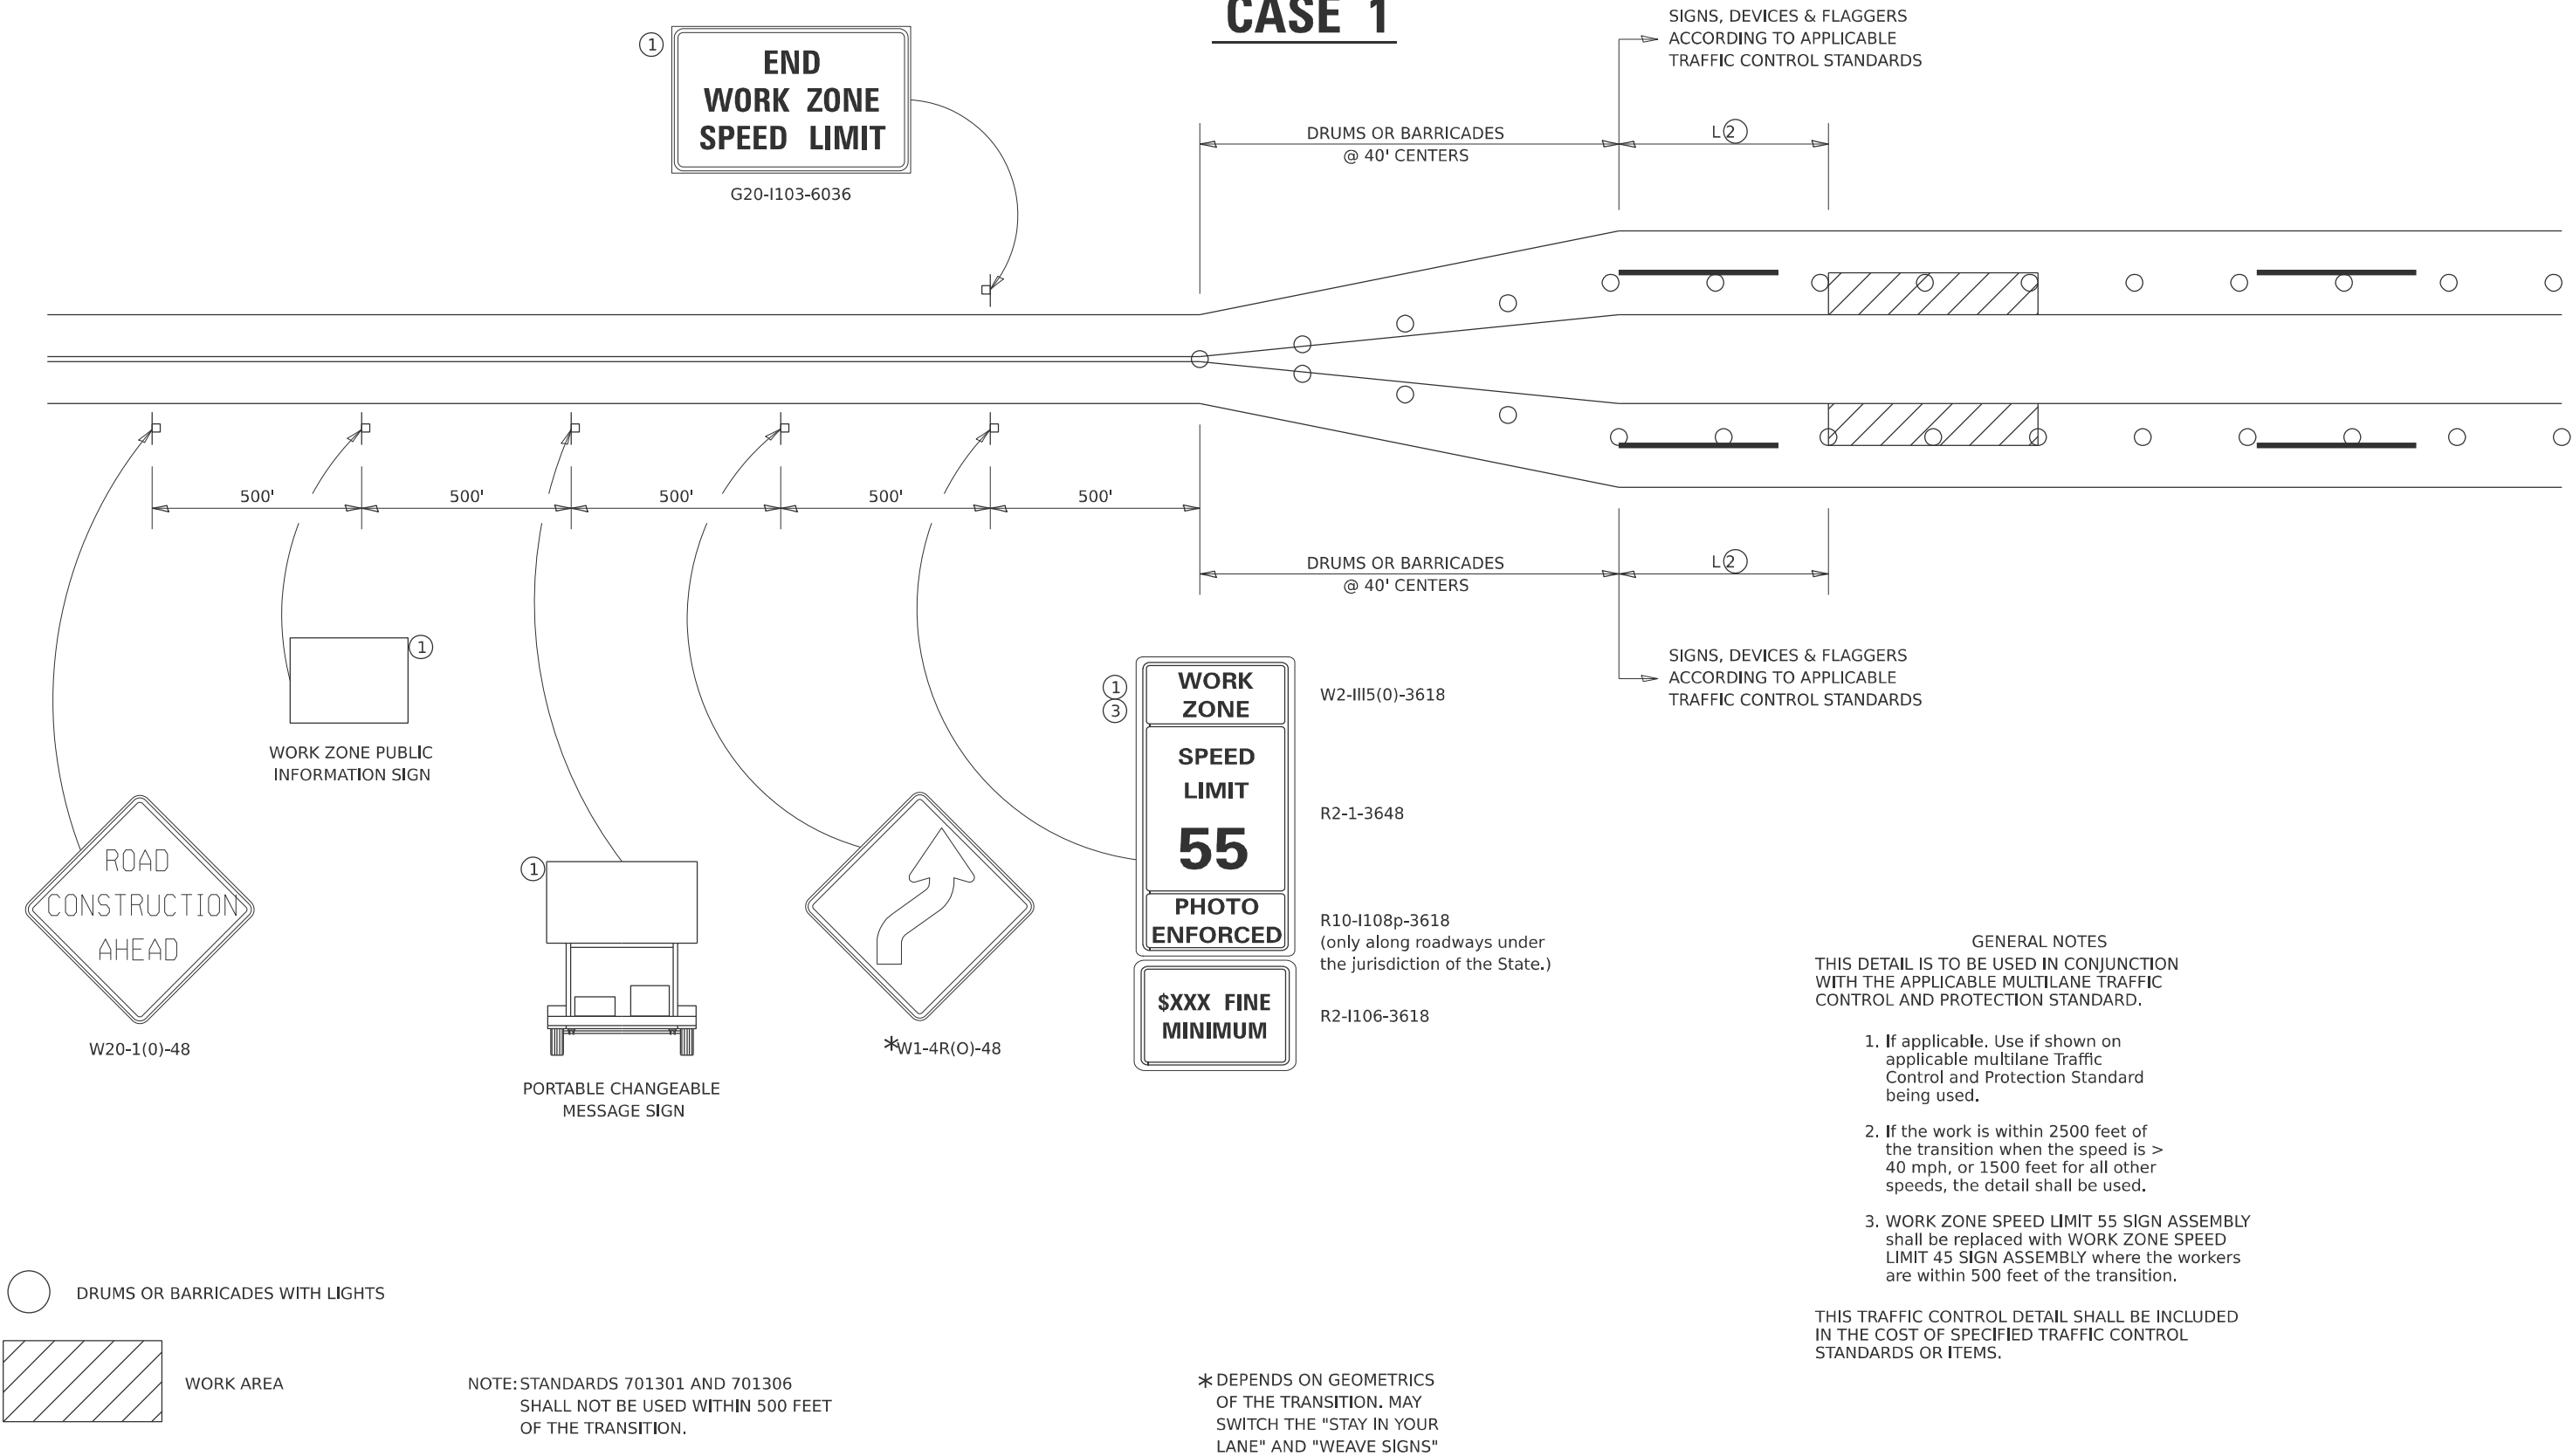 CASE 1
END
WORK ZONE
SPEED LIMIT
1
G20-I103-6036
SIGNS, DEVICES & FLAGGERS
ACCORDING TO APPLICABLE
TRAFFIC CONTROL STANDARDS
DRUMS OR BARRICADES
@ 40' CENTERS
L 2
500'
500'
500'
500'
500'
DRUMS OR BARRICADES
@ 40' CENTERS
L 2
SIGNS, DEVICES & FLAGGERS
ACCORDING TO APPLICABLE
TRAFFIC CONTROL STANDARDS
ROAD
CONSTRUCTION
AHEAD
W20-1(0)-48
1
WORK ZONE PUBLIC
INFORMATION SIGN
1
PORTABLE CHANGEABLE
MESSAGE SIGN
*W1-4R(O)-48
1
3
WORK
ZONE
W2-III5(0)-3618
SPEED
LIMIT
55
R2-1-3648
PHOTO
ENFORCED
R10-I108p-3618
(only along roadways under
the jurisdiction of the State.)
$XXX FINE
MINIMUM
R2-I106-3618
GENERAL NOTES
THIS DETAIL IS TO BE USED IN CONJUNCTION
WITH THE APPLICABLE MULTILANE TRAFFIC
CONTROL AND PROTECTION STANDARD.
1. If applicable. Use if shown on
applicable multilane Traffic
Control and Protection Standard
being used.
2. If the work is within 2500 feet of
the transition when the speed is >
40 mph, or 1500 feet for all other
speeds, the detail shall be used.
3. WORK ZONE SPEED LIMIT 55 SIGN ASSEMBLY
shall be replaced with WORK ZONE SPEED
LIMIT 45 SIGN ASSEMBLY where the workers
are within 500 feet of the transition.
THIS TRAFFIC CONTROL DETAIL SHALL BE INCLUDED
IN THE COST OF SPECIFIED TRAFFIC CONTROL
STANDARDS OR ITEMS.
DRUMS OR BARRICADES WITH LIGHTS
WORK AREA
NOTE: STANDARDS 701301 AND 701306
SHALL NOT BE USED WITHIN 500 FEET
OF THE TRANSITION.
* DEPENDS ON GEOMETRICS
OF THE TRANSITION. MAY
SWITCH THE "STAY IN YOUR
LANE" AND "WEAVE SIGNS"